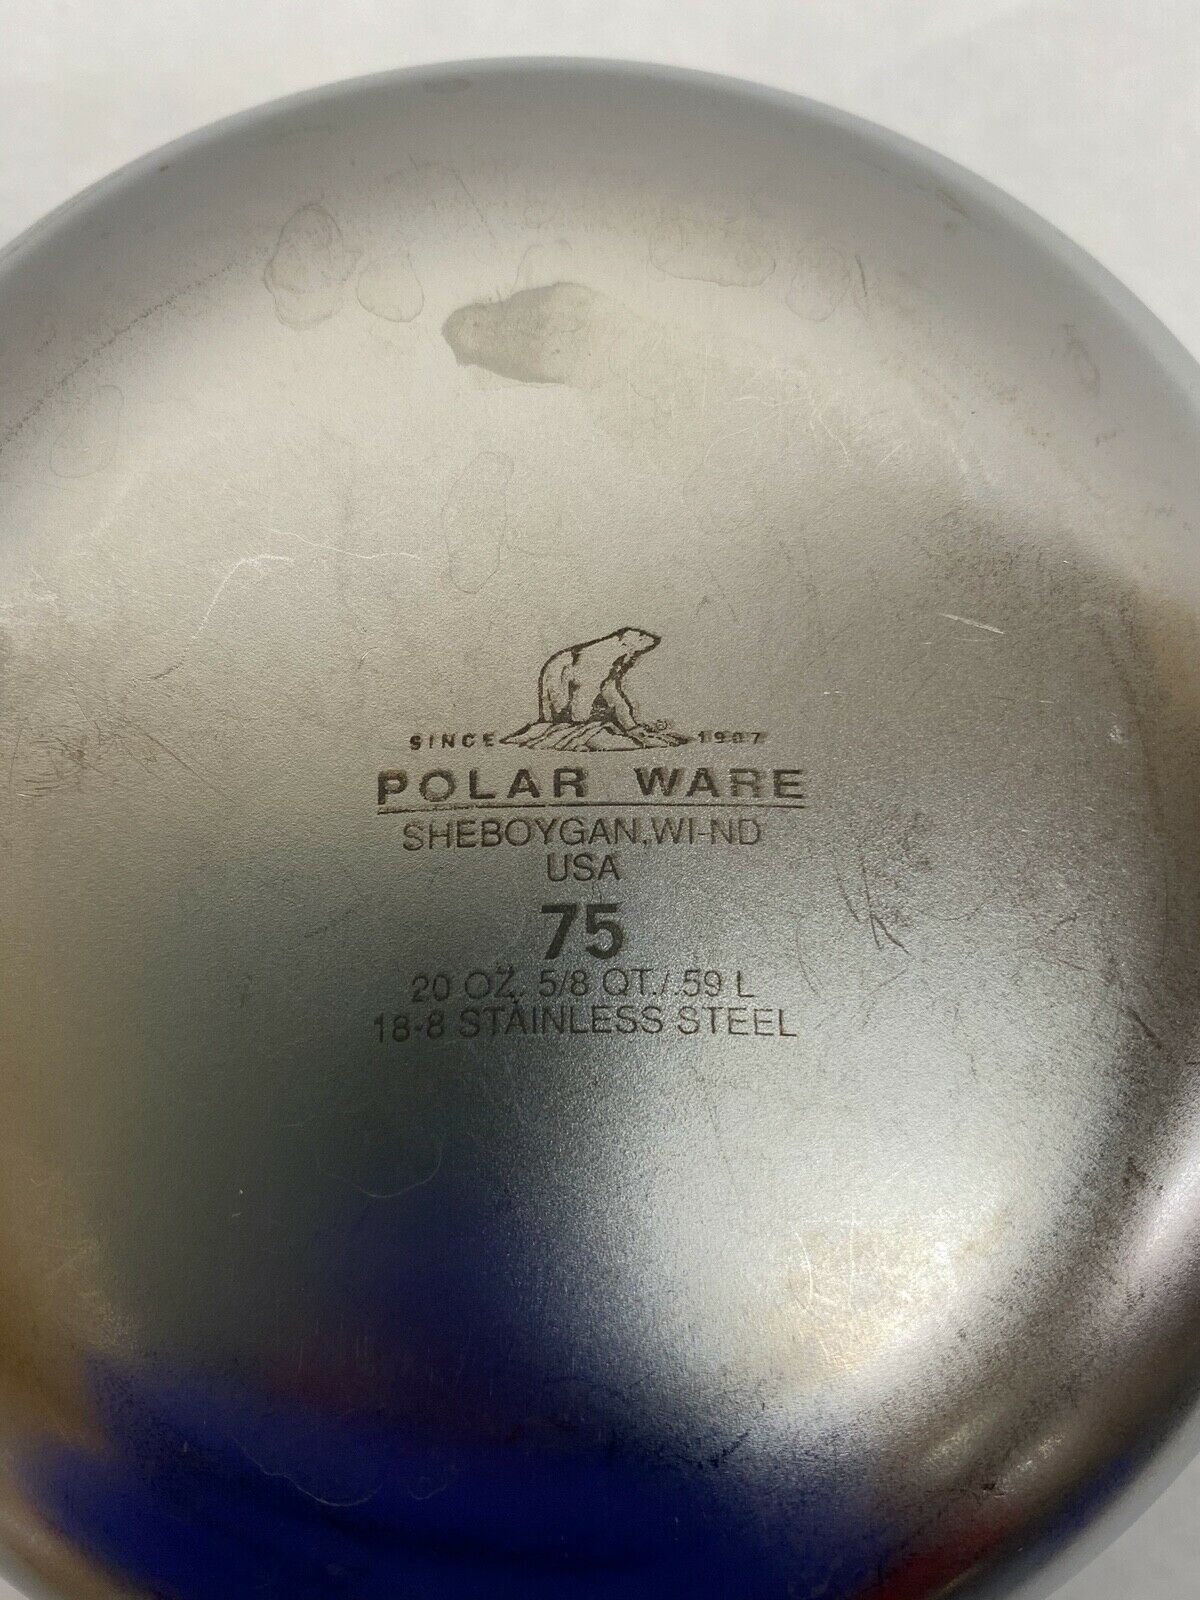 SINCE 1907
POLAR WARE
SHEBOYGAN, WI-ND
USA
75
20 OZ. 5/8 QT./ .59 L
18-8 STAINLESS STEEL